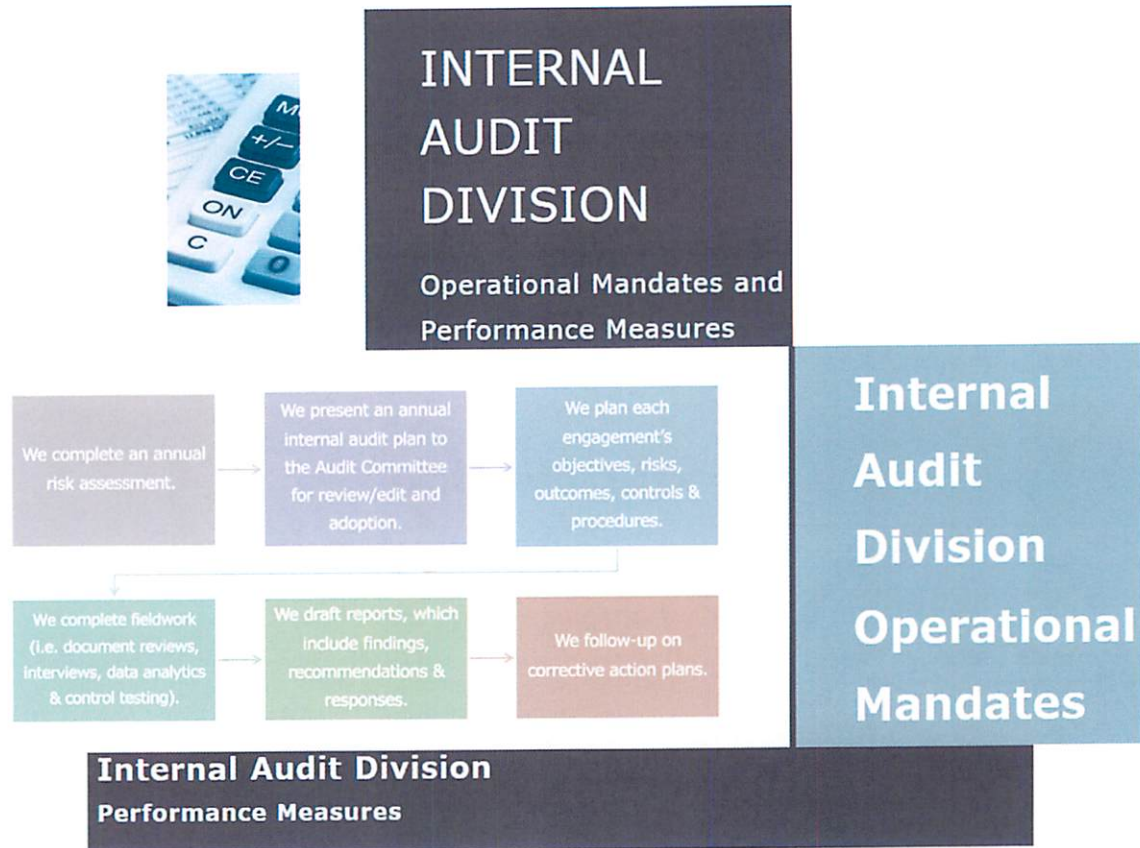 M
+/−
CE
ON
C
0
INTERNAL
AUDIT
DIVISION
Operational Mandates and
Performance Measures
We complete an annual
risk assessment.
We present an annual
internal audit plan to
the Audit Committee
for review/edit and
adoption.
We plan each
engagement's
objectives, risks,
outcomes, controls &
procedures.
We complete fieldwork
(i.e. document reviews,
interviews, data analytics
& control testing).
We draft reports, which
include findings,
recommendations &
responses.
We follow-up on
corrective action plans.
Internal
Audit
Division
Operational
Mandates
Internal Audit Division
Performance Measures